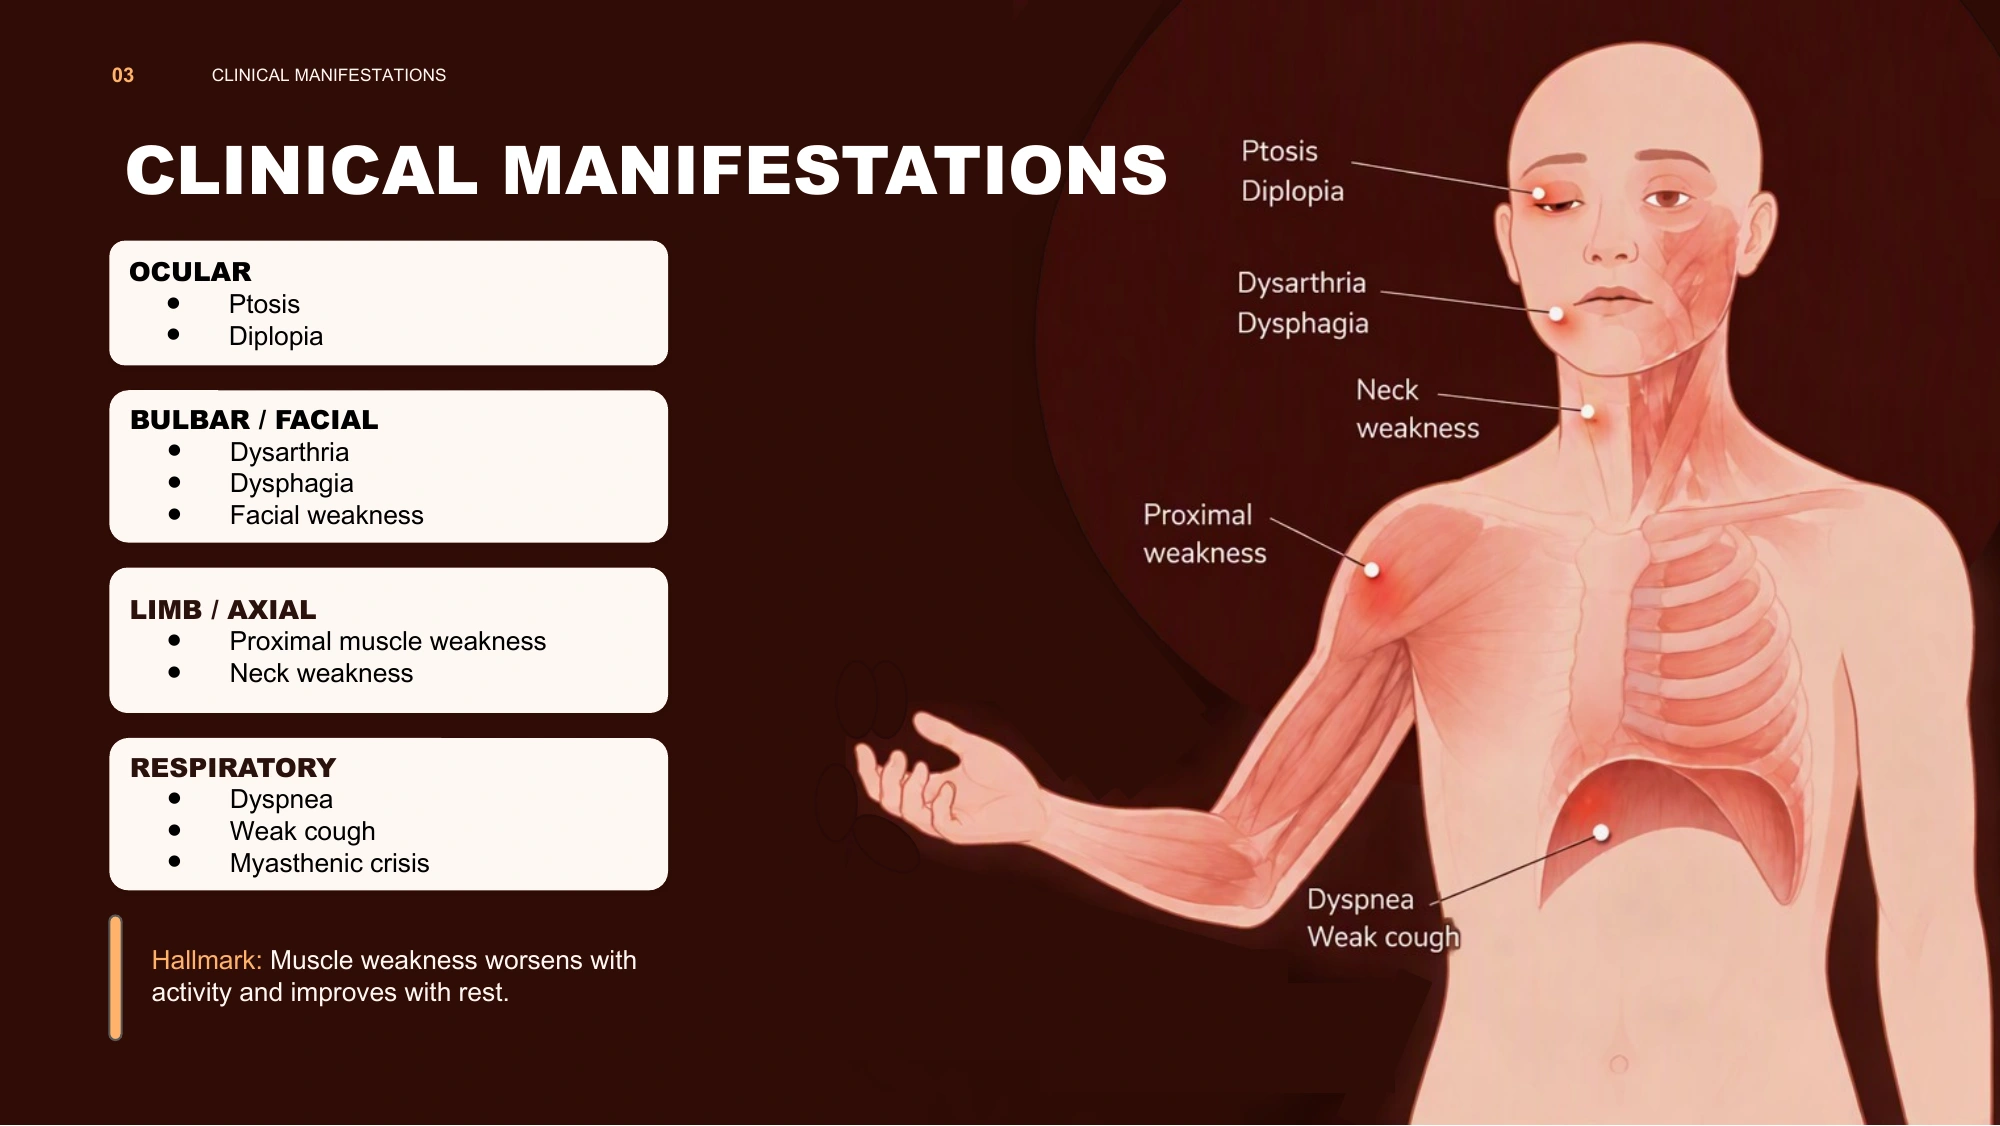 03 CLINICAL MANIFESTATIONS
CLINICAL MANIFESTATIONS
OCULAR
● Ptosis
● Diplopia
BULBAR / FACIAL
● Dysarthria
● Dysphagia
● Facial weakness
LIMB / AXIAL
● Proximal muscle weakness
● Neck weakness
RESPIRATORY
● Dyspnea
● Weak cough
● Myasthenic crisis
Hallmark: Muscle weakness worsens with
activity and improves with rest.
Ptosis
Diplopia
Dysarthria
Dysphagia
Neck
weakness
Proximal
weakness
Dyspnea
Weak cough